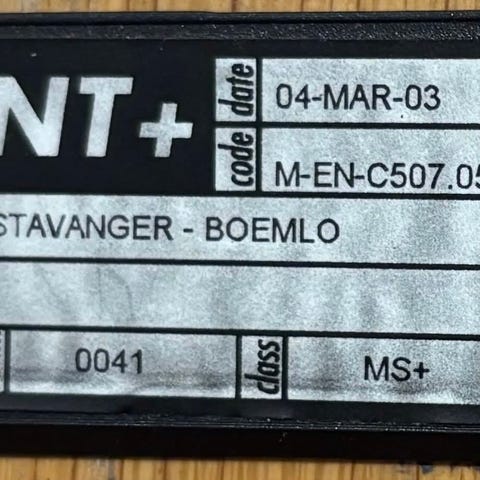 NT+
date 04-MAR-03
code M-EN-C507.05
STAVANGER - BOEMLO
0041 class MS+